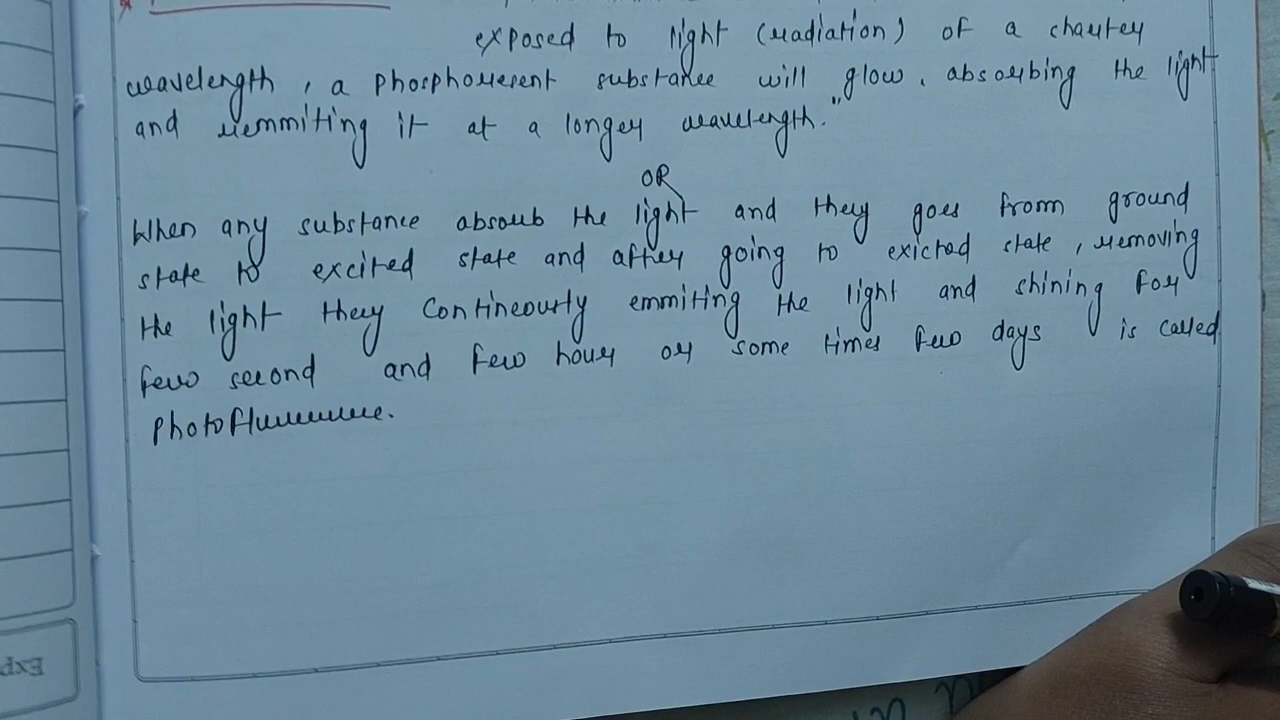 exposed to light (radiation) of a shorter
wavelength, a phosphorescent substance will glow, absorbing the light
and remmiting it at a longer wavelength."
OR
When any substance absorb the light and they goes from ground
state to excited state and after going to exicted state, removing
the light they Contineously emmiting the light and shining for
few second and few hour or some times few days is called
Exp